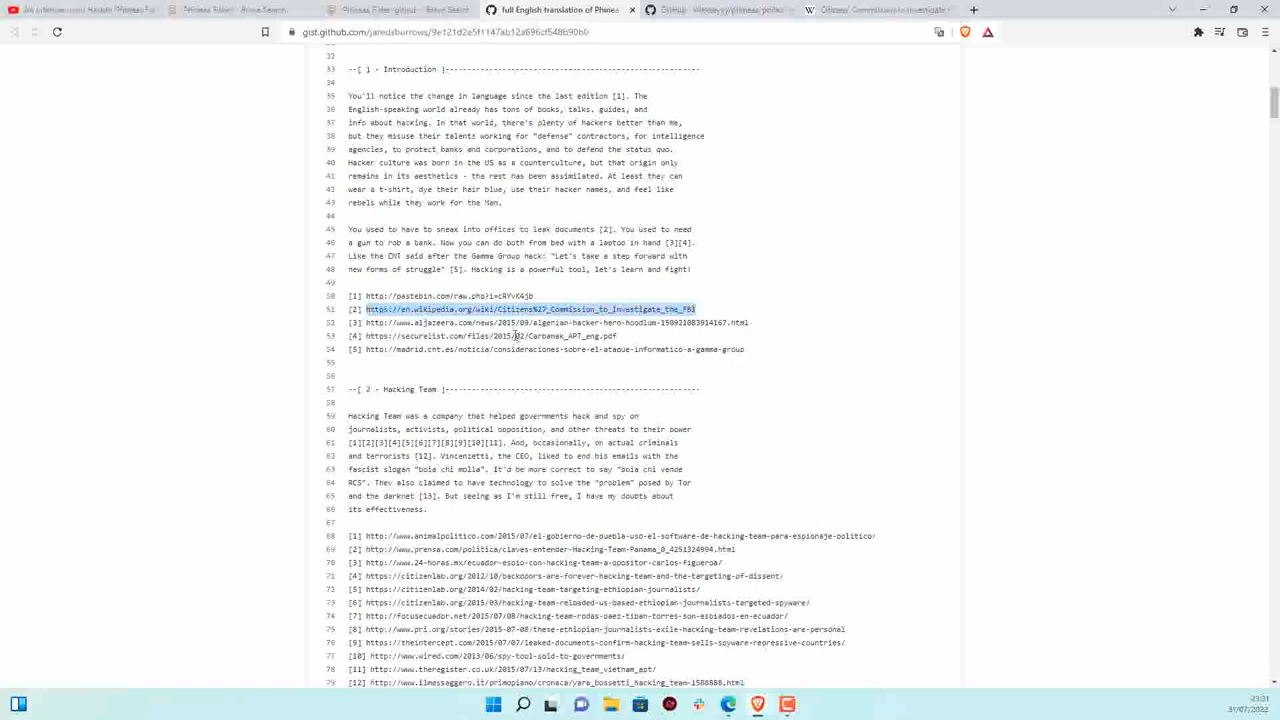 full English translation of Phinea
gist.github.com/jaredsburrows/9e121d2e5f1147ab12a696cf548b90b0
32
33 --[ 1 - Introduction ]----------------------------------------------------------
34
35 You'll notice the change in language since the last edition [1]. The
36 English-speaking world already has tons of books, talks, guides, and
37 info about hacking. In that world, there's plenty of hackers better than me,
38 but they misuse their talents working for "defense" contractors, for intelligence
39 agencies, to protect banks and corporations, and to defend the status quo.
40 Hacker culture was born in the US as a counterculture, but that origin only
41 remains in its aesthetics - the rest has been assimilated. At least they can
42 wear a t-shirt, dye their hair blue, use their hacker names, and feel like
43 rebels while they work for the Man.
44
45 You used to have to sneak into offices to leak documents [2]. You used to need
46 a gun to rob a bank. Now you can do both from bed with a laptop in hand [3][4].
47 Like the CNT said after the Gamma Group hack: "Let's take a step forward with
48 new forms of struggle" [5]. Hacking is a powerful tool, let's learn and fight!
49
50 [1] http://pastebin.com/raw.php?i=cRYvK4jb
51 [2] https://en.wikipedia.org/wiki/Citizens%27_Commission_to_Investigate_the_FBI
52 [3] http://www.aljazeera.com/news/2015/09/algerian-hacker-hero-hoodlum-150921083914167.html
53 [4] https://securelist.com/files/2015/02/Carbanak_APT_eng.pdf
54 [5] http://madrid.cnt.es/noticia/consideraciones-sobre-el-ataque-informatico-a-gamma-group
55
56
57 --[ 2 - Hacking Team ]----------------------------------------------------------
58
59 Hacking Team was a company that helped governments hack and spy on
60 journalists, activists, political opposition, and other threats to their power
61 [1][2][3][4][5][6][7][8][9][10][11]. And, occasionally, on actual criminals
62 and terrorists [12]. Vincenzetti, the CEO, liked to end his emails with the
63 fascist slogan "boia chi molla". It'd be more correct to say "boia chi vende
64 RCS". They also claimed to have technology to solve the "problem" posed by Tor
65 and the darknet [13]. But seeing as I'm still free, I have my doubts about
66 its effectiveness.
67
68 [1] http://www.animalpolitico.com/2015/07/el-gobierno-de-puebla-uso-el-software-de-hacking-team-para-espionaje-politico/
69 [2] http://www.prensa.com/politica/claves-entender-Hacking-Team-Panama_0_4251324994.html
70 [3] http://www.24-horas.mx/ecuador-espio-con-hacking-team-a-opositor-carlos-figueroa/
71 [4] https://citizenlab.org/2012/10/backdoors-are-forever-hacking-team-and-the-targeting-of-dissent/
72 [5] https://citizenlab.org/2014/02/hacking-team-targeting-ethiopian-journalists/
73 [6] https://citizenlab.org/2015/03/hacking-team-reloaded-us-based-ethiopian-journalists-targeted-spyware/
74 [7] http://focusecuador.net/2015/07/08/hacking-team-rodas-paez-tiban-torres-son-espiados-en-ecuador/
75 [8] http://www.pri.org/stories/2015-07-08/these-ethiopian-journalists-exile-hacking-team-revelations-are-personal
76 [9] https://theintercept.com/2015/07/07/leaked-documents-confirm-hacking-team-sells-spyware-repressive-countries/
77 [10] http://www.wired.com/2013/06/spy-tool-sold-to-governments/
78 [11] http://www.theregister.co.uk/2015/07/13/hacking_team_vietnam_apt/
79 [12] http://www.ilmessaggero.it/primopiano/cronaca/yara_bossetti_hacking_team-1588888.html
31/07/2022